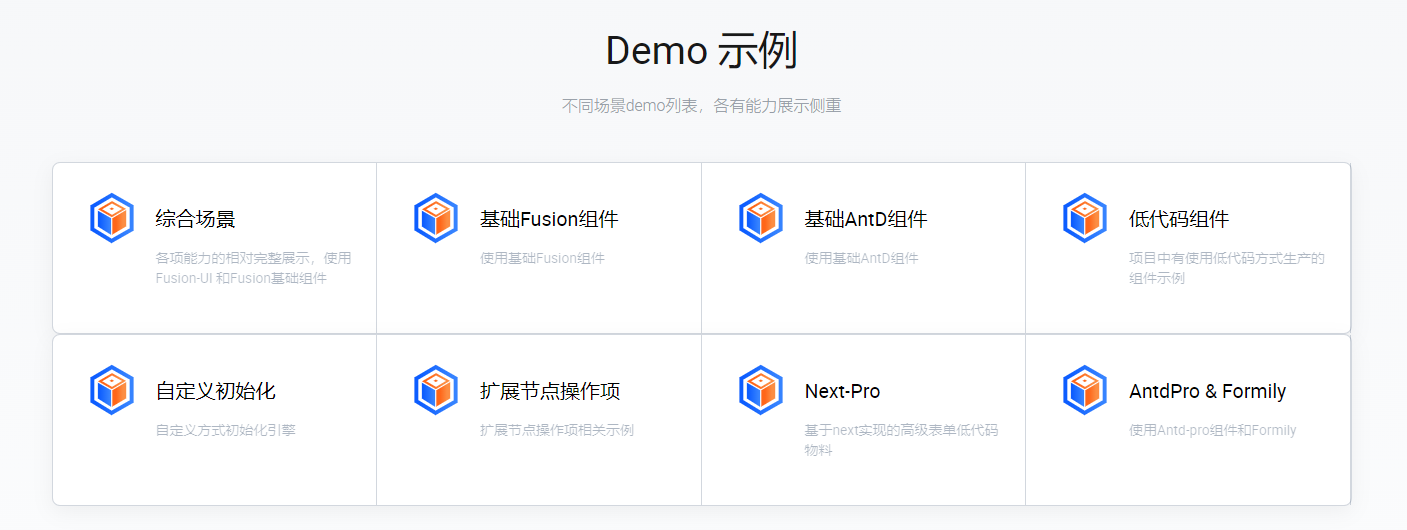 Demo 示例
不同场景demo列表，各有能力展示侧重
综合场景
各项能力的相对完整展示，使用
Fusion-UI 和Fusion基础组件
基础Fusion组件
使用基础Fusion组件
基础AntD组件
使用基础AntD组件
低代码组件
项目中有使用低代码方式生产的
组件示例
自定义初始化
自定义方式初始化引擎
扩展节点操作项
扩展节点操作项相关示例
Next-Pro
基于next实现的高级表单低代码
物料
AntdPro & Formily
使用Antd-pro组件和Formily